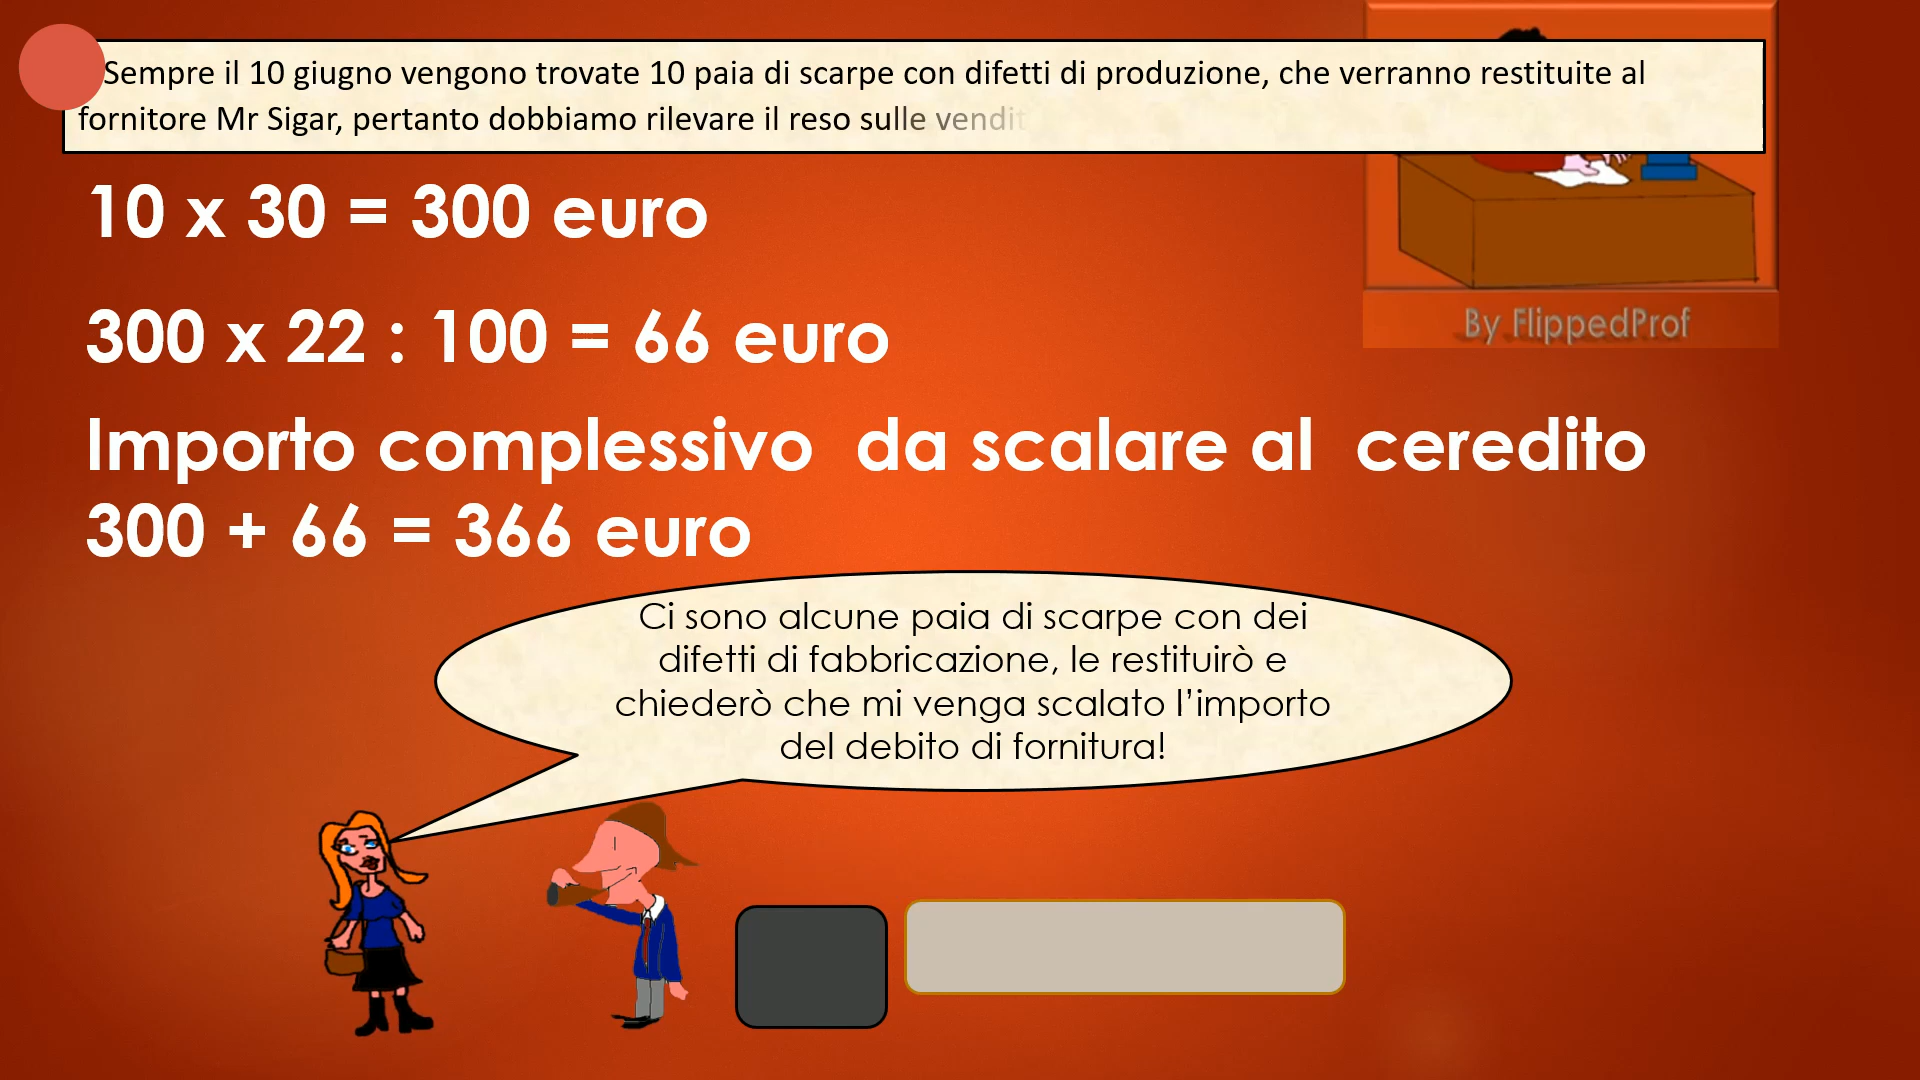 Sempre il 10 giugno vengono trovate 10 paia di scarpe con difetti di produzione, che verranno restituite al
fornitore Mr Sigar, pertanto dobbiamo rilevare il reso sulle vendit
10 x 30 = 300 euro
300 x 22 : 100 = 66 euro
By FlippedProf
Importo complessivo da scalare al ceredito
300 + 66 = 366 euro
Ci sono alcune paia di scarpe con dei
difetti di fabbricazione, le restituirò e
chiederò che mi venga scalato l’importo
del debito di fornitura!